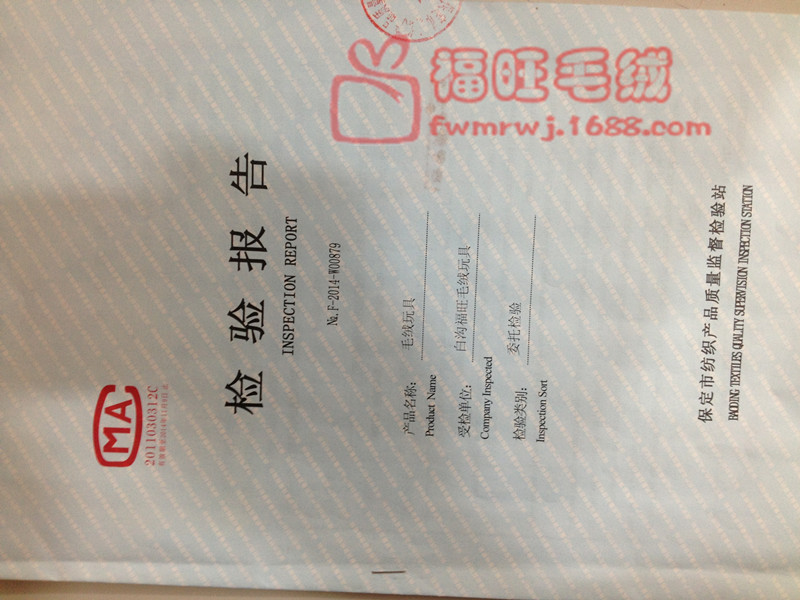 福旺毛绒
fwmrwj.1688.com
MA
2011030312C
检验报告
INSPECTION REPORT
No.F-2014-W00879
产品名称: 毛绒玩具
Product Name
受检单位: 白沟福旺毛绒玩具
Company Inspected
检验类别: 委托检验
Inspection Sort
保定市纺织产品质量监督检验站
BAODING TEXTILES QUALITY SUPERVISION INSPECTION STATION